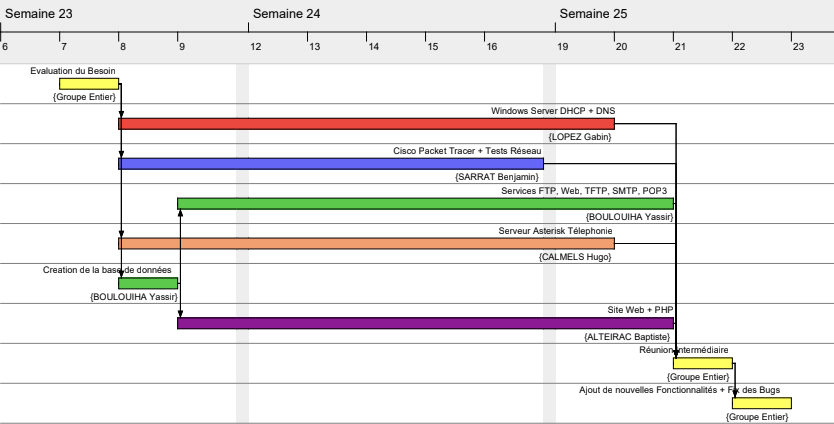 Semaine 23 Semaine 24 Semaine 25
6 7 8 9 12 13 14 15 16 19 20 21 22 23
Evaluation du Besoin
{Groupe Entier}
Windows Server DHCP + DNS
{LOPEZ Gabin}
Cisco Packet Tracer + Tests Réseau
{SARRAT Benjamin}
Services FTP, Web, TFTP, SMTP, POP3
{BOULOUIHA Yassir}
Serveur Asterisk Télephonie
{CALMELS Hugo}
Creation de la base de données
{BOULOUIHA Yassir}
Site Web + PHP
{ALTEIRAC Baptiste}
Réunion Intermédiaire
{Groupe Entier}
Ajout de nouvelles Fonctionnalités + Fix des Bugs
{Groupe Entier}